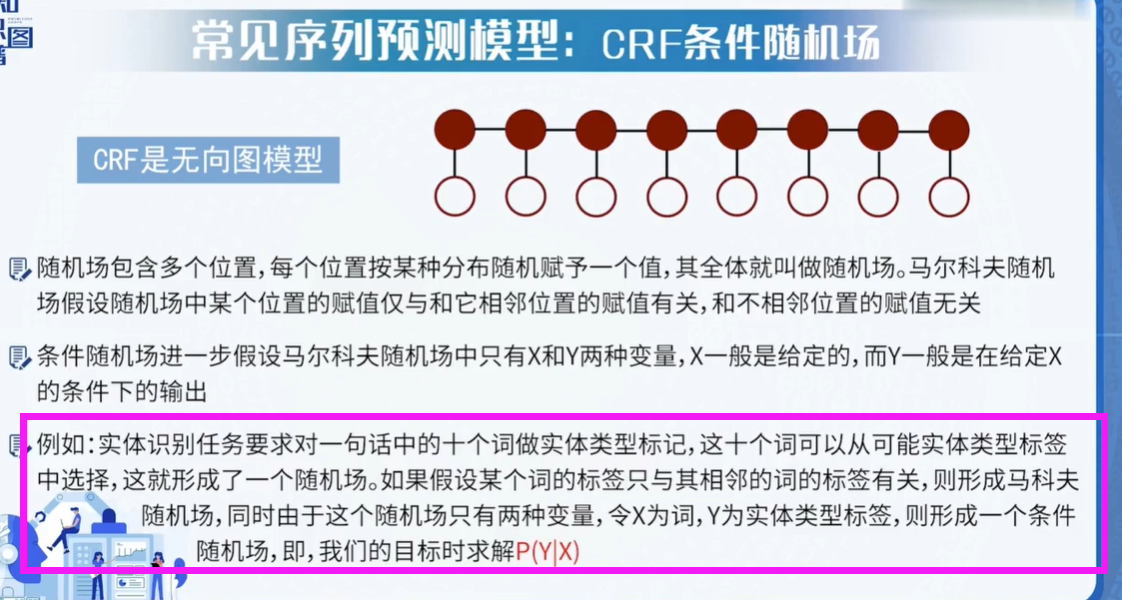 知
识图
谱
常见序列预测模型：CRF条件随机场
CRF是无向图模型
随机场包含多个位置，每个位置按某种分布随机赋予一个值，其全体就叫做随机场。马尔科夫随机
场假设随机场中某个位置的赋值仅与和它相邻位置的赋值有关，和不相邻位置的赋值无关
条件随机场进一步假设马尔科夫随机场中只有X和Y两种变量，X一般是给定的，而Y一般是在给定X
的条件下的输出
例如：实体识别任务要求对一句话中的十个词做实体类型标记，这十个词可以从可能实体类型标签
中选择，这就形成了一个随机场。如果假设某个词的标签只与其相邻的词的标签有关，则形成马科夫
随机场，同时由于这个随机场只有两种变量，令X为词，Y为实体类型标签，则形成一个条件
随机场，即，我们的目标时求解P(Y|X)